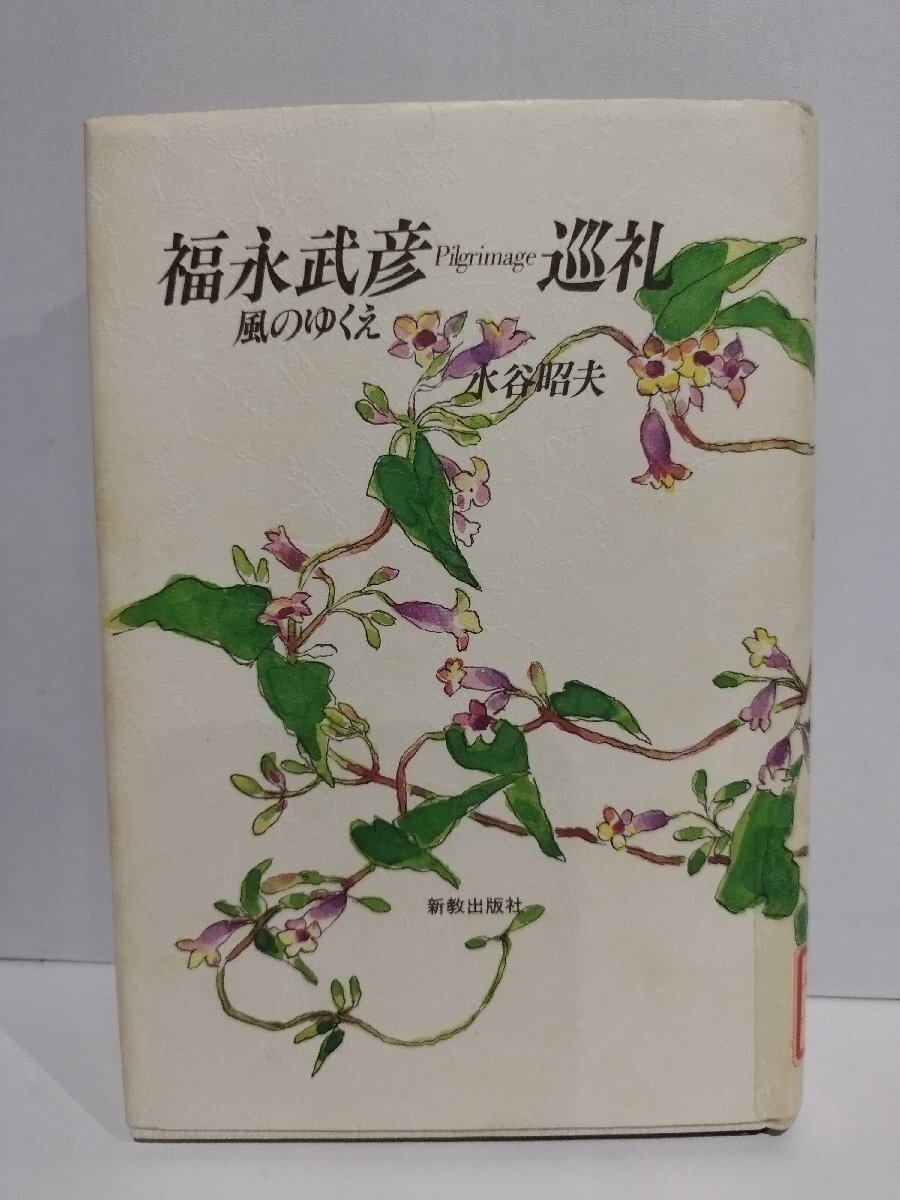 福永武彦 Pilgrimage 巡礼
風のゆくえ
水谷昭夫
新教出版社